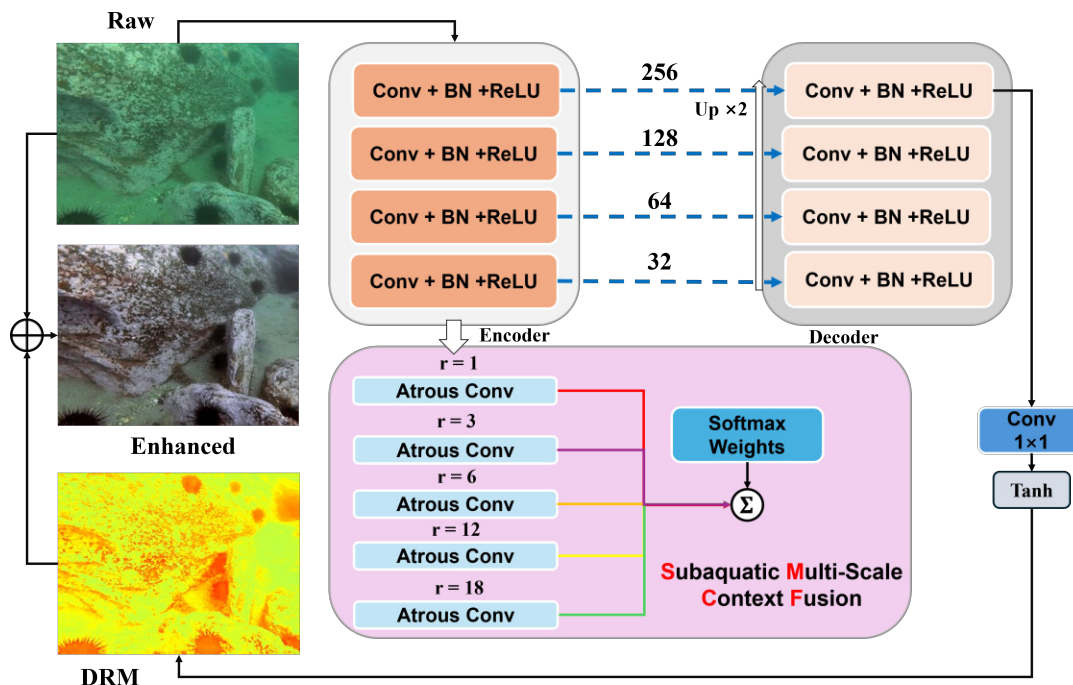 Raw
Conv + BN +ReLU
Conv + BN +ReLU
Conv + BN +ReLU
Conv + BN +ReLU
Encoder
256
128
64
32
Up ×2
Conv + BN +ReLU
Conv + BN +ReLU
Conv + BN +ReLU
Conv + BN +ReLU
Decoder
r = 1
Atrous Conv
r = 3
Atrous Conv
r = 6
Atrous Conv
r = 12
Atrous Conv
r = 18
Atrous Conv
Softmax
Weights
Σ
Subaquatic Multi-Scale
Context Fusion
Conv
1×1
Tanh
Enhanced
DRM